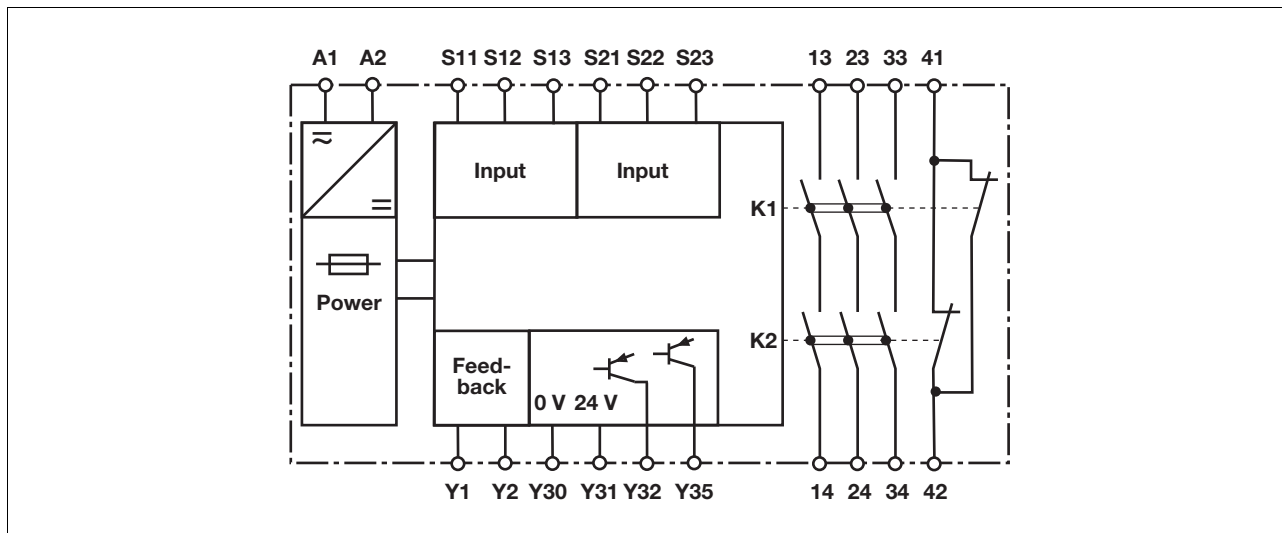 A1 A2 S11 S12 S13 S21 S22 S23 13 23 33 41
Input Input
K1
Power
K2
Feed-
back
0 V 24 V
Y1 Y2 Y30 Y31 Y32 Y35 14 24 34 42